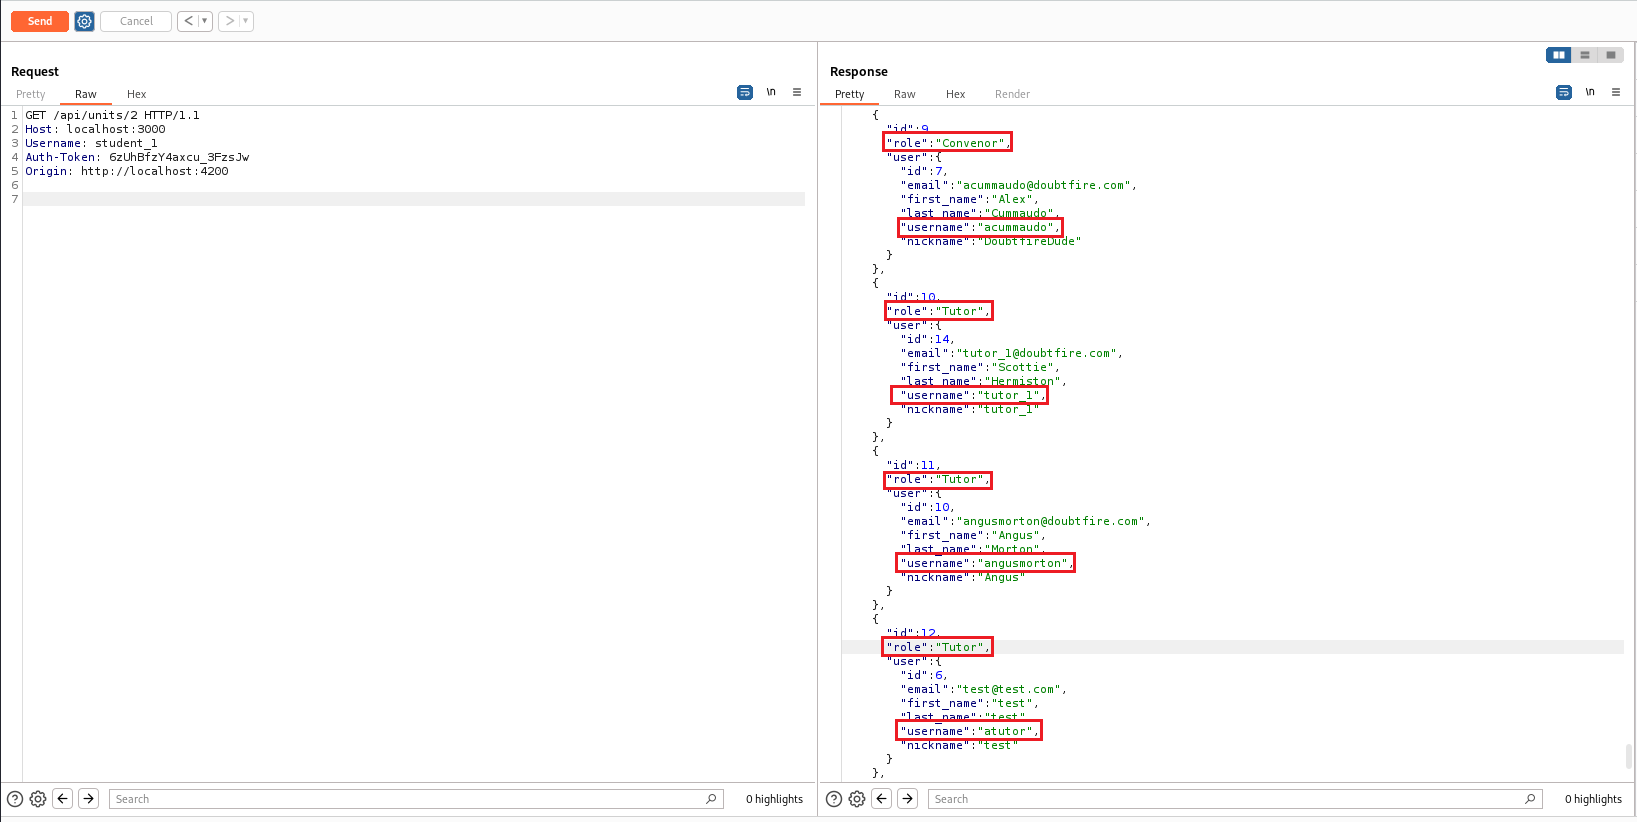 Send
Cancel
< ▼
> ▼
Request
Pretty Raw Hex
\n
1 GET /api/units/2 HTTP/1.1
2 Host: localhost:3000
3 Username: student_1
4 Auth-Token: 6zUhBfzY4axcu_3FzsJw
5 Origin: http://localhost:4200
6
7
Search
0 highlights
Response
Pretty Raw Hex Render
\n
{
"id":9,
"role":"Convenor",
"user":{
"id":7,
"email":"acummaudo@doubtfire.com",
"first_name":"Alex",
"last_name":"Cummaudo",
"username":"acummaudo",
"nickname":"DoubtfireDude"
}
},
{
"id":10,
"role":"Tutor",
"user":{
"id":14,
"email":"tutor_1@doubtfire.com",
"first_name":"Scottie",
"last_name":"Hermiston",
"username":"tutor_1",
"nickname":"tutor_1"
}
},
{
"id":11,
"role":"Tutor",
"user":{
"id":10,
"email":"angusmorton@doubtfire.com",
"first_name":"Angus",
"last_name":"Morton",
"username":"angusmorton",
"nickname":"Angus"
}
},
{
"id":12,
"role":"Tutor",
"user":{
"id":6,
"email":"test@test.com",
"first_name":"test",
"last_name":"test",
"username":"atutor",
"nickname":"test"
}
},
Search
0 highlights